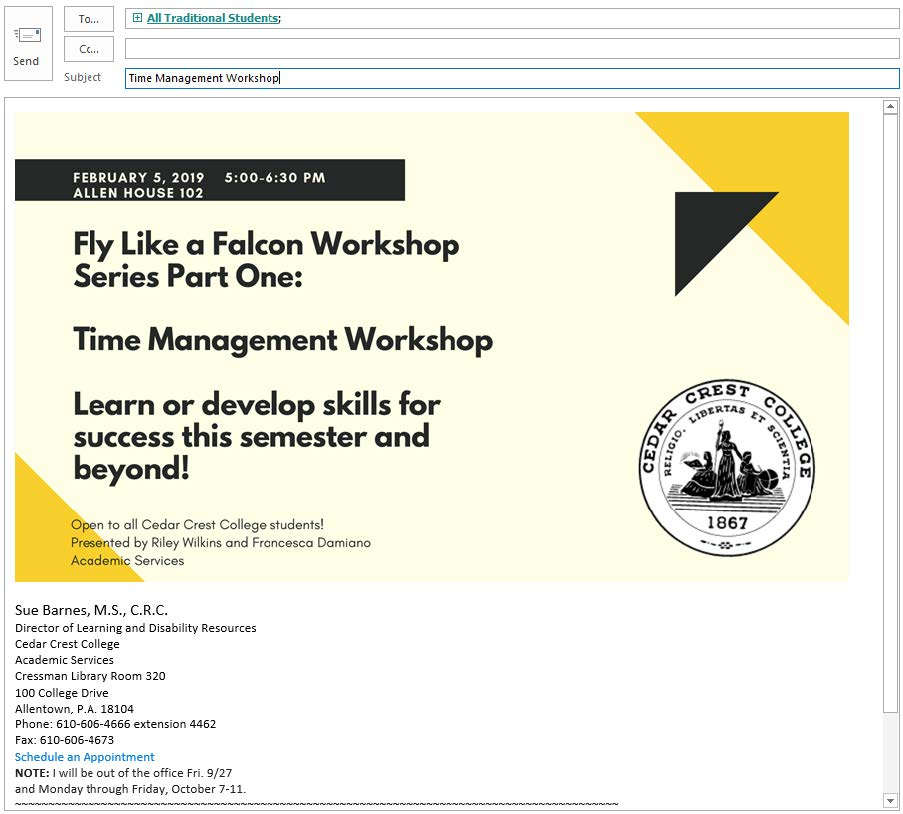 To...
All Traditional Students;
Send
Cc...
Subject
Time Management Workshop
FEBRUARY 5, 2019 5:00-6:30 PM
ALLEN HOUSE 102
Fly Like a Falcon Workshop
Series Part One:
Time Management Workshop
Learn or develop skills for
success this semester and
beyond!
CEDAR CREST COLLEGE
RELIGIO, LIBERTAS ET SCIENTIA
1867
Open to all Cedar Crest College students!
Presented by Riley Wilkins and Francesca Damiano
Academic Services
Sue Barnes, M.S., C.R.C.
Director of Learning and Disability Resources
Cedar Crest College
Academic Services
Cressman Library Room 320
100 College Drive
Allentown, P.A. 18104
Phone: 610-606-4666 extension 4462
Fax: 610-606-4673
Schedule an Appointment
NOTE: I will be out of the office Fri. 9/27
and Monday through Friday, October 7-11.
~~~~~~~~~~~~~~~~~~~~~~~~~~~~~~~~~~~~~~~~~~~~~~~~~~~~~~~~~~~~~~~~~~~~~~~~~~~~~~~~~~~~~~~~~~~~~~